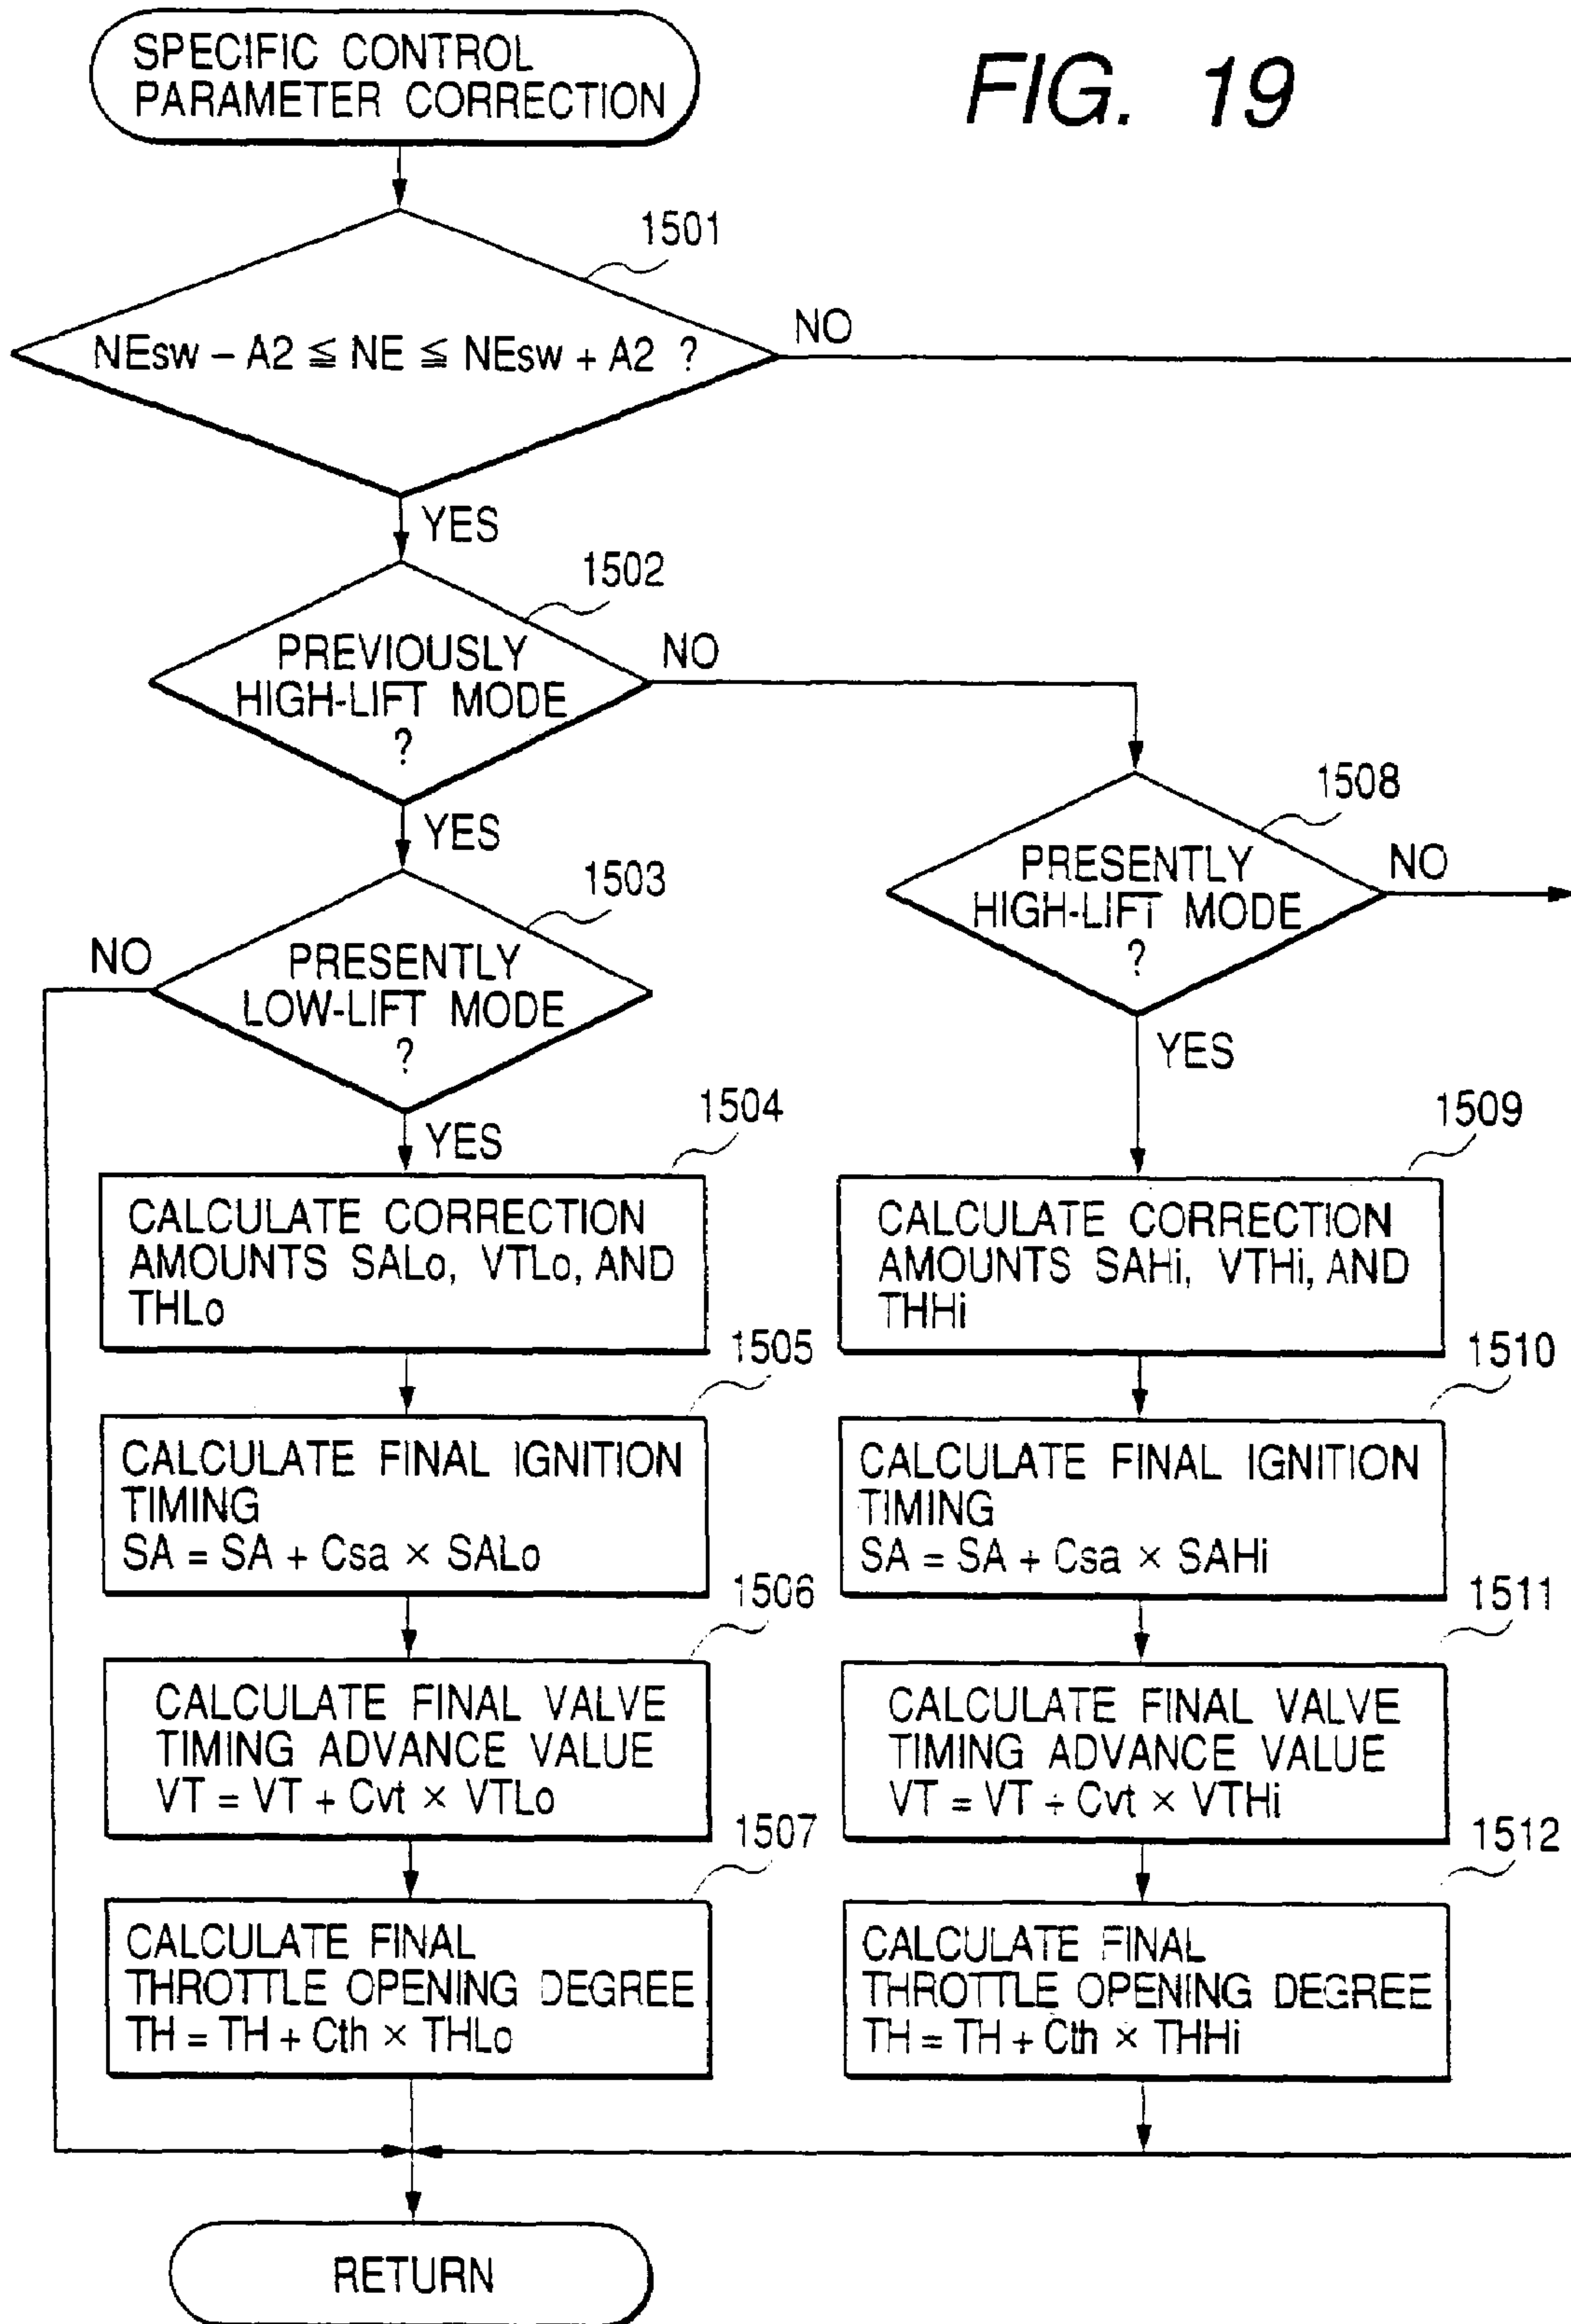 SPECIFIC CONTROL
PARAMETER CORRECTION
FIG. 19
1501
NEsw – A2 ≦ NE ≦ NEsw + A2 ?
NO
YES
1502
PREVIOUSLY
HIGH-LIFT MODE
?
NO
YES
1503
PRESENTLY
LOW-LIFT MODE
?
NO
YES
1508
PRESENTLY
HIGH-LIFT MODE
?
NO
YES
1504
CALCULATE CORRECTION
AMOUNTS SALo, VTLo, AND
THLo
1505
CALCULATE FINAL IGNITION
TIMING
SA = SA + Csa × SALo
1506
CALCULATE FINAL VALVE
TIMING ADVANCE VALUE
VT = VT + Cvt × VTLo
1507
CALCULATE FINAL
THROTTLE OPENING DEGREE
TH = TH + Cth × THLo
1509
CALCULATE CORRECTION
AMOUNTS SAHi, VTHi, AND
THHi
1510
CALCULATE FINAL IGNITION
TIMING
SA = SA + Csa × SAHi
1511
CALCULATE FINAL VALVE
TIMING ADVANCE VALUE
VT = VT + Cvt × VTHi
1512
CALCULATE FINAL
THROTTLE OPENING DEGREE
TH = TH + Cth × THHi
RETURN